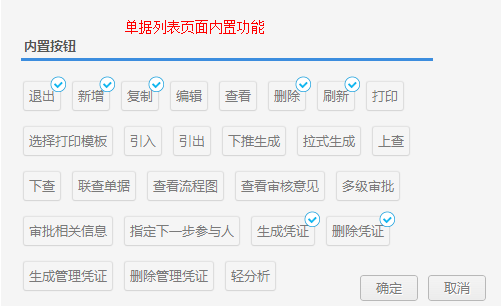 单据列表页面内置功能
内置按钮
退出 新增 复制 编辑 查看 删除 刷新 打印
选择打印模板 引入 引出 下推生成 拉式生成 上查
下查 联查单据 查看流程图 查看审核意见 多级审批
审批相关信息 指定下一步参与人 生成凭证 删除凭证
生成管理凭证 删除管理凭证 轻分析
确定 取消